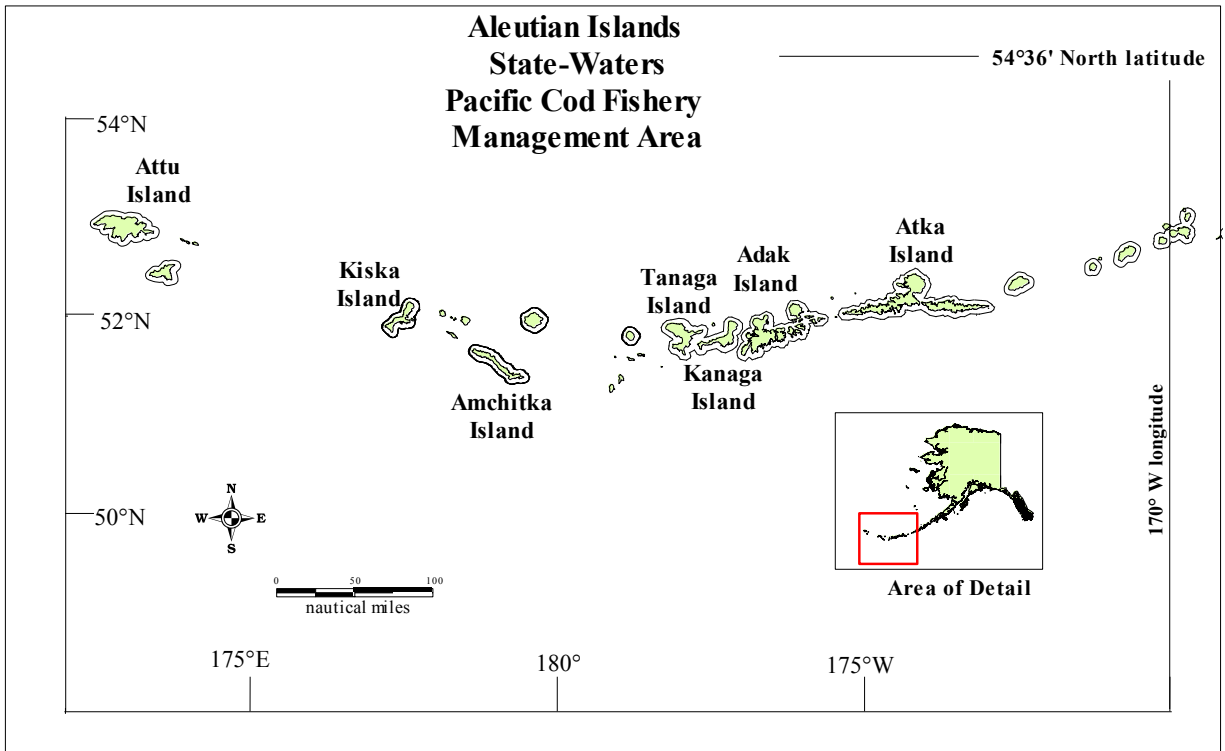 Aleutian Islands
State-Waters
Pacific Cod Fishery
Management Area
54°36' North latitude
54°N
Attu
Island
Atka
Island
Adak
Island
Kiska
Island
Tanaga
Island
52°N
Kanaga
Island
Amchitka
Island
170° W longitude
50°N
N
W E
S
0 50 100
nautical miles
Area of Detail
175°E
180°
175°W